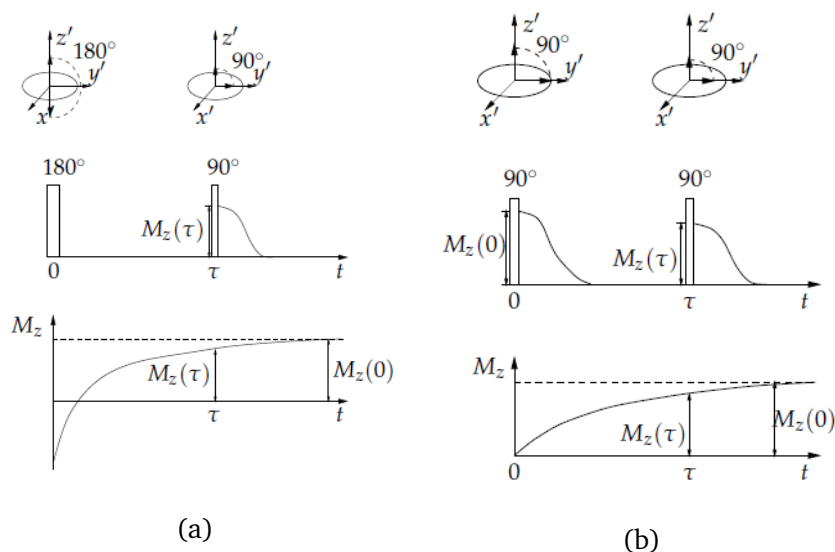 z′
180°
y′
x′
z′
90°
y′
x′
180°
90°
M_z(τ)
0
τ
t
M_z
M_z(τ)
M_z(0)
τ
t
(a)
z′
90°
y′
x′
z′
90°
y′
x′
90°
90°
M_z(0)
M_z(τ)
0
τ
t
M_z
M_z(τ)
M_z(0)
0
τ
t
(b)